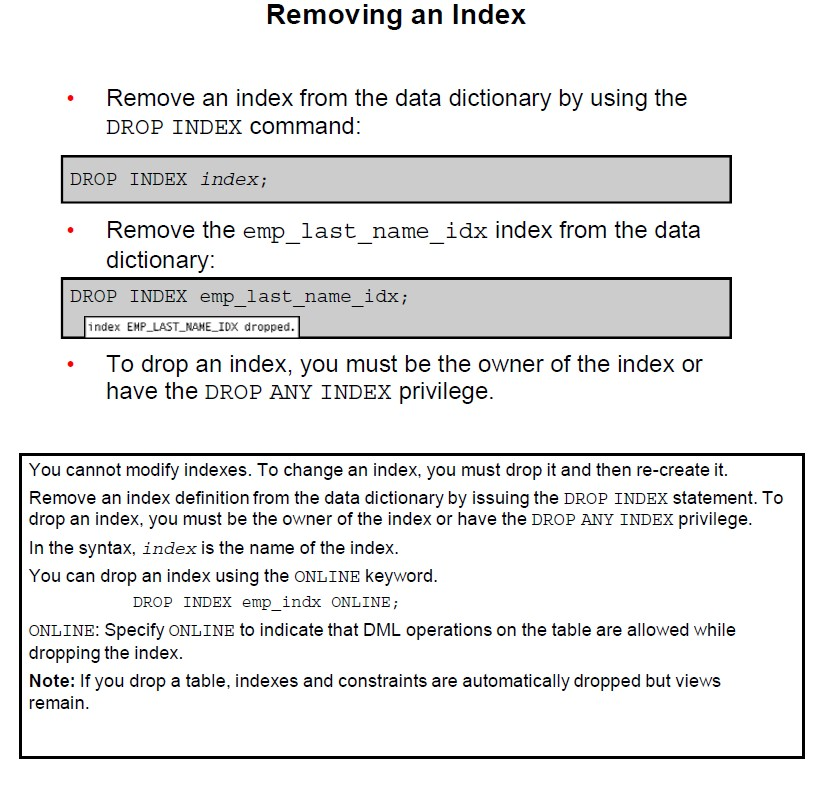 Removing an Index
• Remove an index from the data dictionary by using the
DROP INDEX command:
DROP INDEX index;
• Remove the emp_last_name_idx index from the data
dictionary:
DROP INDEX emp_last_name_idx;
index EMP_LAST_NAME_IDX dropped.
• To drop an index, you must be the owner of the index or
have the DROP ANY INDEX privilege.
You cannot modify indexes. To change an index, you must drop it and then re-create it.
Remove an index definition from the data dictionary by issuing the DROP INDEX statement. To
drop an index, you must be the owner of the index or have the DROP ANY INDEX privilege.
In the syntax, index is the name of the index.
You can drop an index using the ONLINE keyword.
DROP INDEX emp_indx ONLINE;
ONLINE: Specify ONLINE to indicate that DML operations on the table are allowed while
dropping the index.
Note: If you drop a table, indexes and constraints are automatically dropped but views
remain.